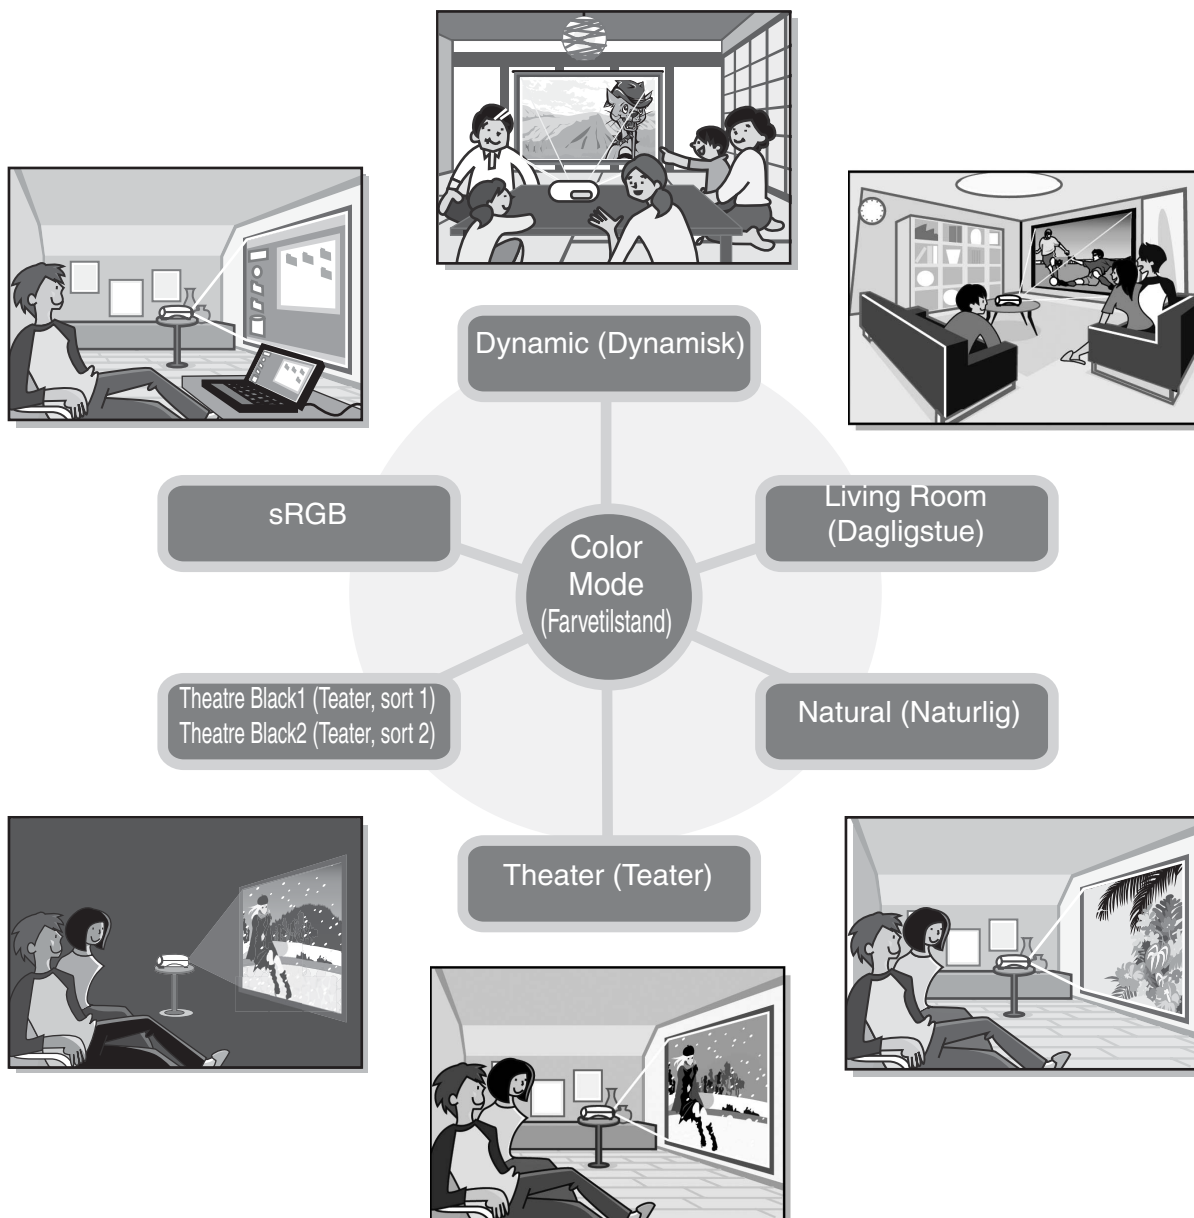 Dynamic (Dynamisk)
sRGB
Living Room
(Dagligstue)
Color
Mode
(Farvetilstand)
Theatre Black1 (Teater, sort 1)
Theatre Black2 (Teater, sort 2)
Natural (Naturlig)
Theater (Teater)